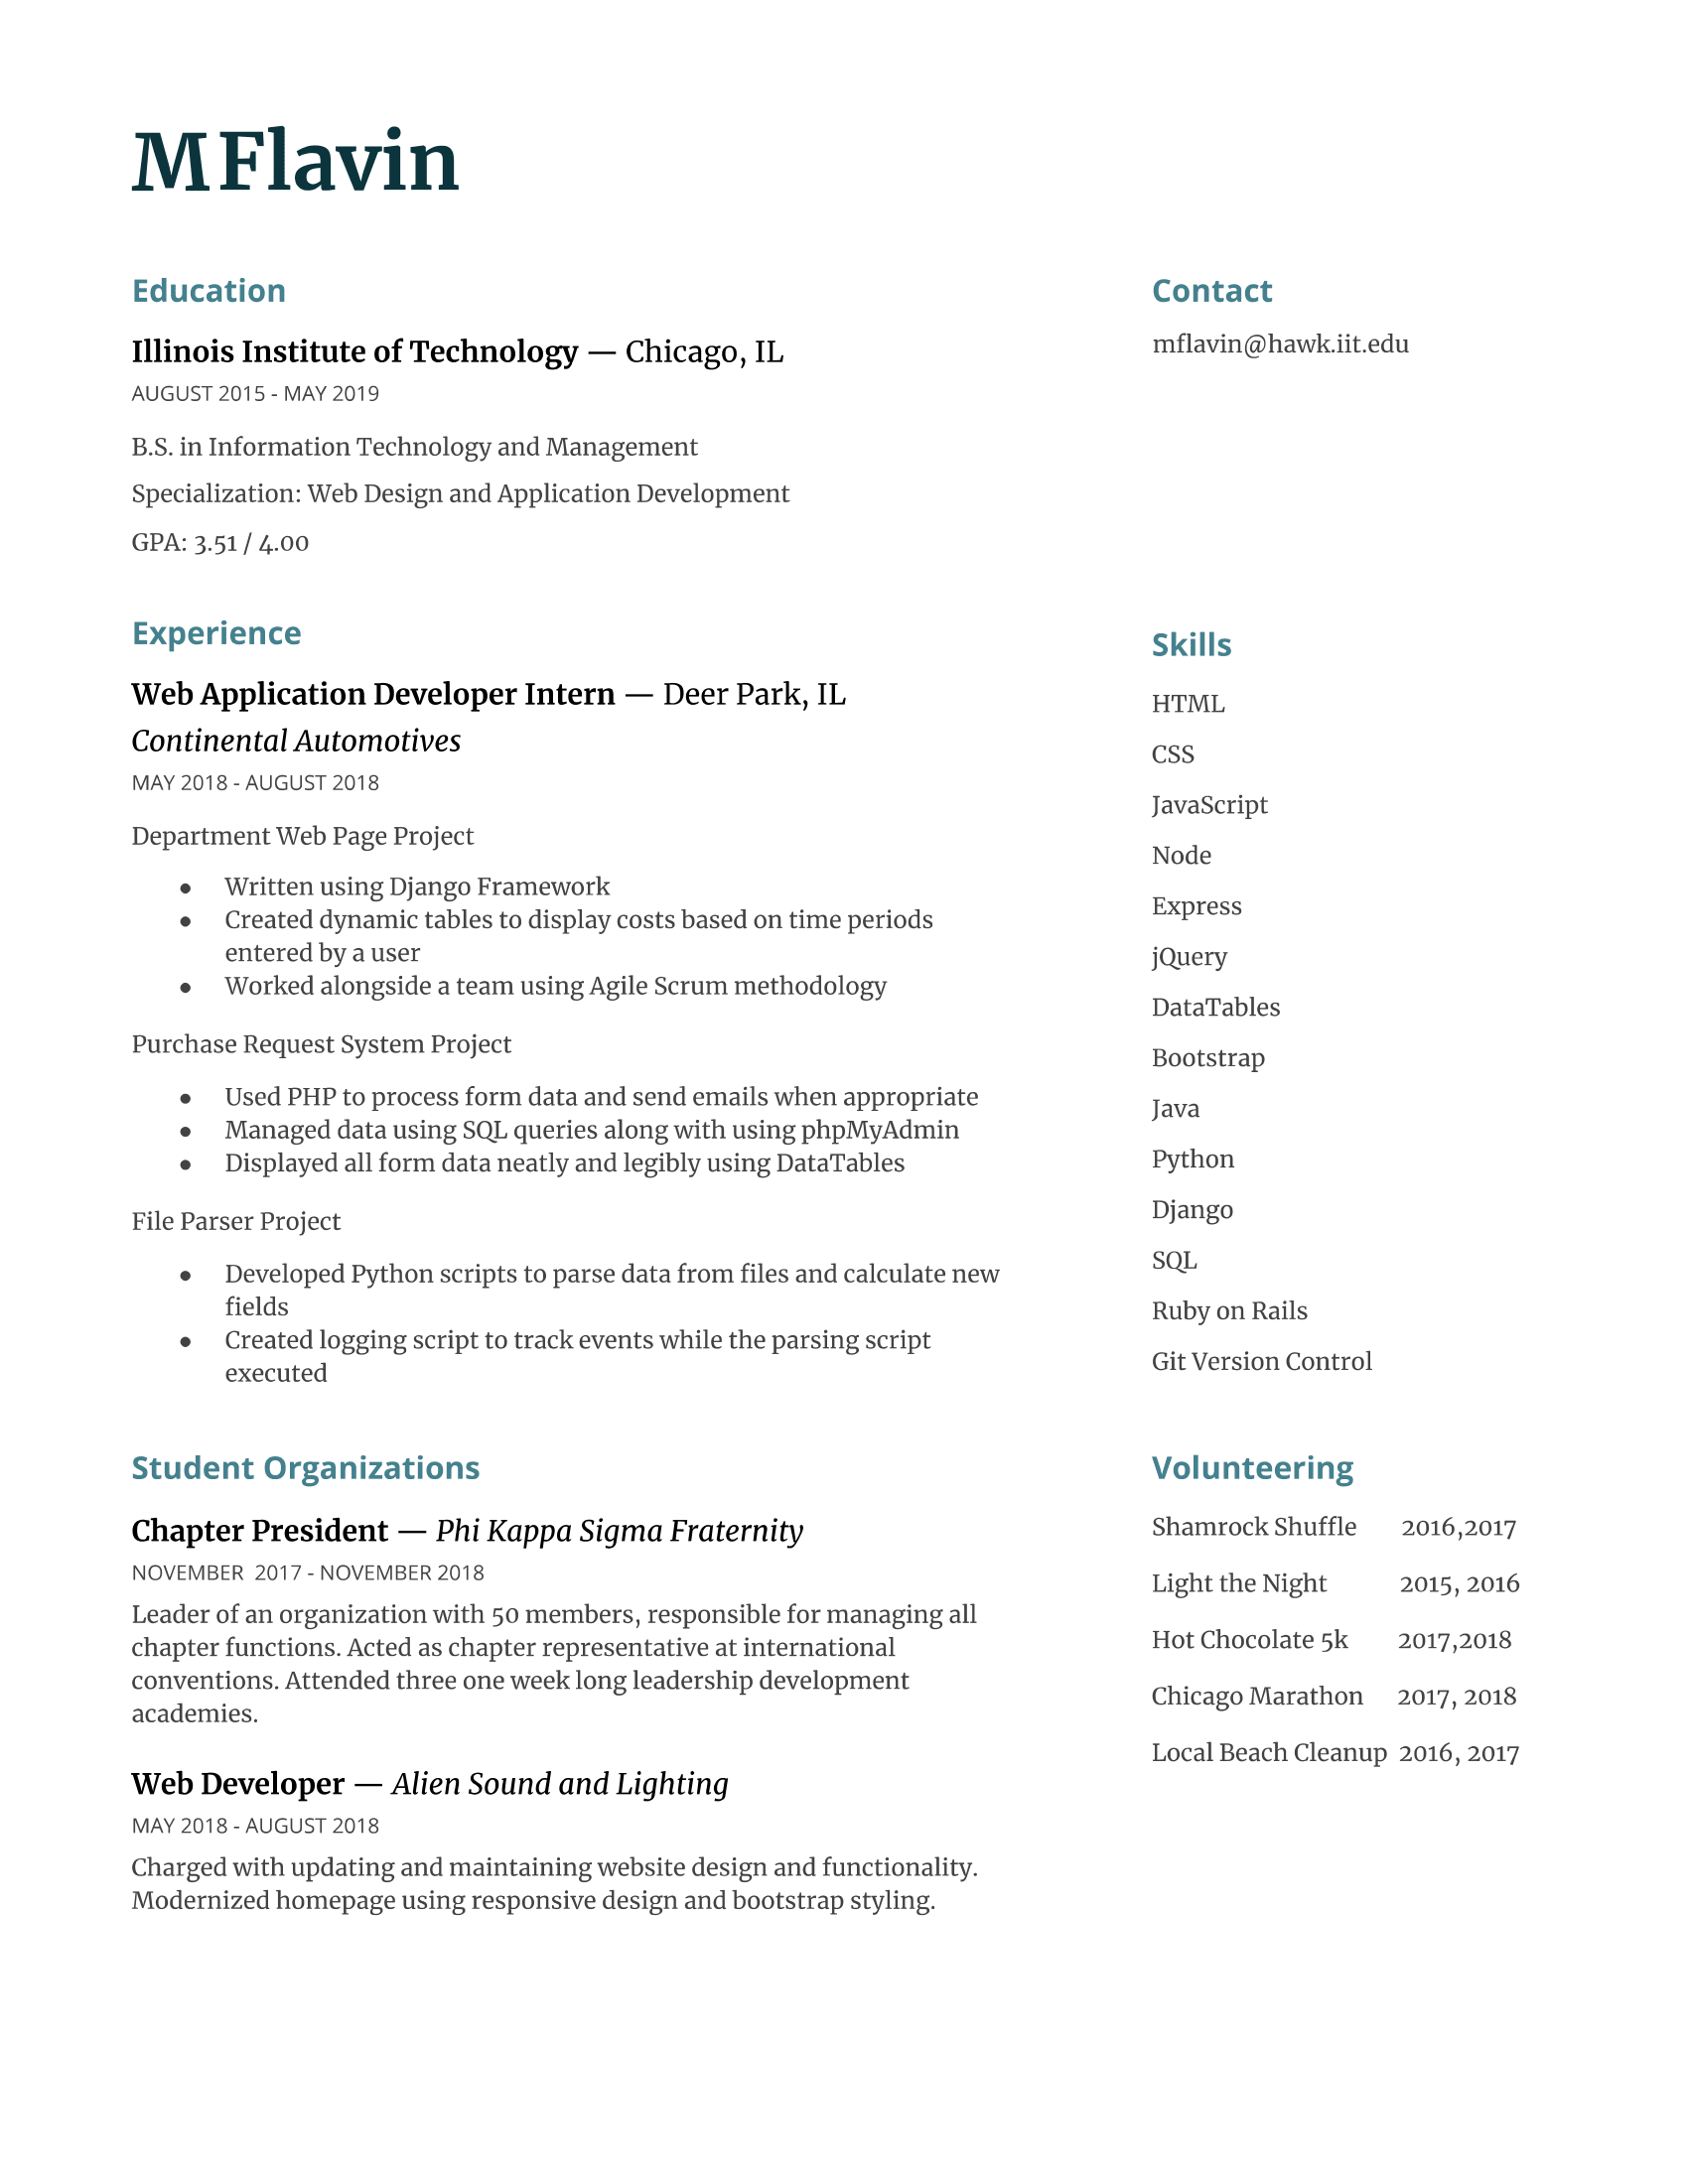 MFlavin
Education
Illinois Institute of Technology — Chicago, IL
AUGUST 2015 - MAY 2019
B.S. in Information Technology and Management
Specialization: Web Design and Application Development
GPA: 3.51 / 4.00
Experience
Web Application Developer Intern — Deer Park, IL
Continental Automotives
MAY 2018 - AUGUST 2018
Department Web Page Project
● Written using Django Framework
● Created dynamic tables to display costs based on time periods
entered by a user
● Worked alongside a team using Agile Scrum methodology
Purchase Request System Project
● Used PHP to process form data and send emails when appropriate
● Managed data using SQL queries along with using phpMyAdmin
● Displayed all form data neatly and legibly using DataTables
File Parser Project
● Developed Python scripts to parse data from files and calculate new
fields
● Created logging script to track events while the parsing script
executed
Student Organizations
Chapter President — Phi Kappa Sigma Fraternity
NOVEMBER 2017 - NOVEMBER 2018
Leader of an organization with 50 members, responsible for managing all
chapter functions. Acted as chapter representative at international
conventions. Attended three one week long leadership development
academies.
Web Developer — Alien Sound and Lighting
MAY 2018 - AUGUST 2018
Charged with updating and maintaining website design and functionality.
Modernized homepage using responsive design and bootstrap styling.
Contact
mflavin@hawk.iit.edu
Skills
HTML
CSS
JavaScript
Node
Express
jQuery
DataTables
Bootstrap
Java
Python
Django
SQL
Ruby on Rails
Git Version Control
Volunteering
Shamrock Shuffle 2016,2017
Light the Night 2015, 2016
Hot Chocolate 5k 2017,2018
Chicago Marathon 2017, 2018
Local Beach Cleanup 2016, 2017